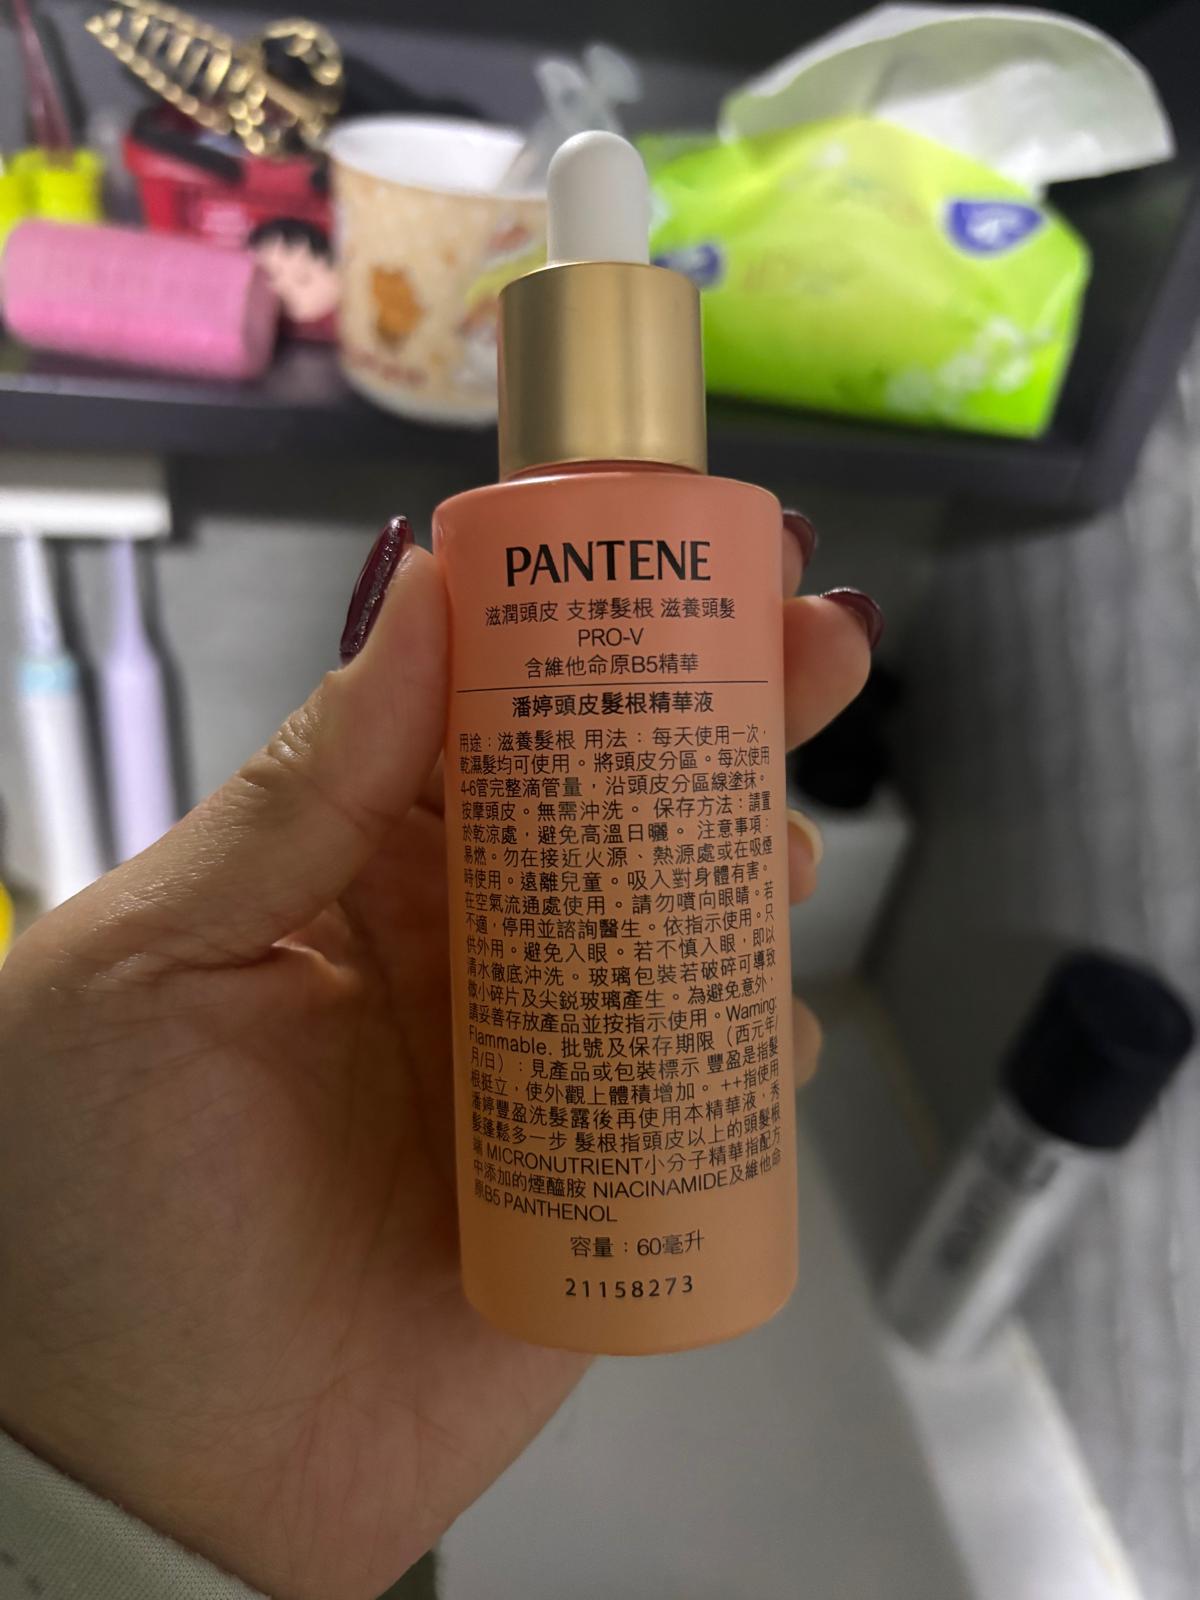 PANTENE
滋潤頭皮 支撐髮根 滋養頭髮
PRO-V
含維他命原B5精華
潘婷頭皮髮根精華液
用途：滋養髮根 用法：每天使用一次，
乾濕髮均可使用。將頭皮分區。每次使用
4-6管完整滴管量，沿頭皮分區線塗抹。
按摩頭皮。無需沖洗。 保存方法：請置
於乾涼處，避免高溫日曬。 注意事項：
易燃。勿在接近火源、熱源處或在吸煙
時使用。遠離兒童。吸入對身體有害。
在空氣流通處使用。請勿噴向眼睛。若
不適，停用並諮詢醫生。依指示使用。只
供外用。避免入眼。若不慎入眼，即以
清水徹底沖洗。玻璃包裝若破碎可導致
微小碎片及尖銳玻璃產生。為避免意外，
請妥善存放產品並按指示使用。Warning:
Flammable. 批號及保存期限（西元年/
月/日）：見產品或包裝標示 豐盈是指髮
根挺立，使外觀上體積增加。 ++指使用
潘婷豐盈洗髮露後再使用本精華液，秀
髮蓬鬆多一步 髮根指頭皮以上的頭髮根
端 MICRONUTRIENT小分子精華指配方
中添加的煙醯胺 NIACINAMIDE及維他命
原B5 PANTHENOL
容量：60毫升
21158273